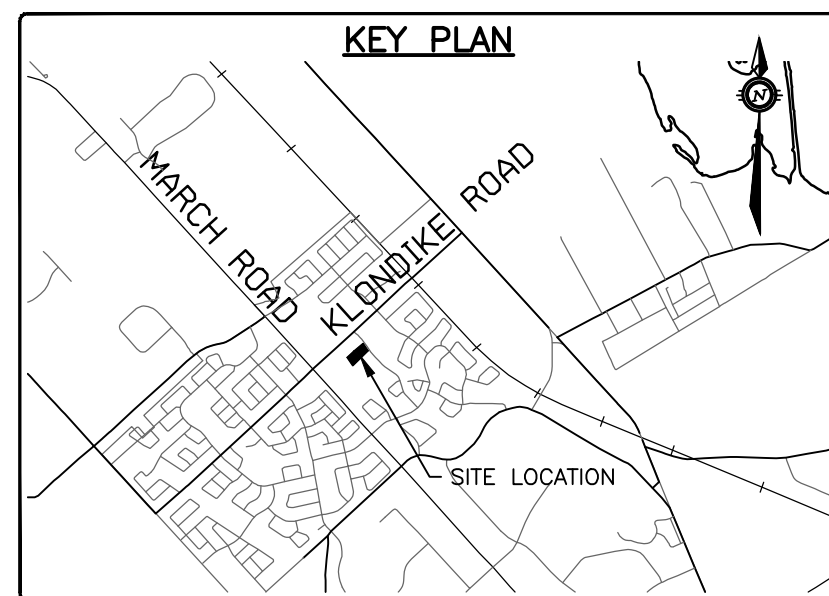 KEY PLAN
N
MARCH ROAD
KLONDIKE ROAD
SITE LOCATION